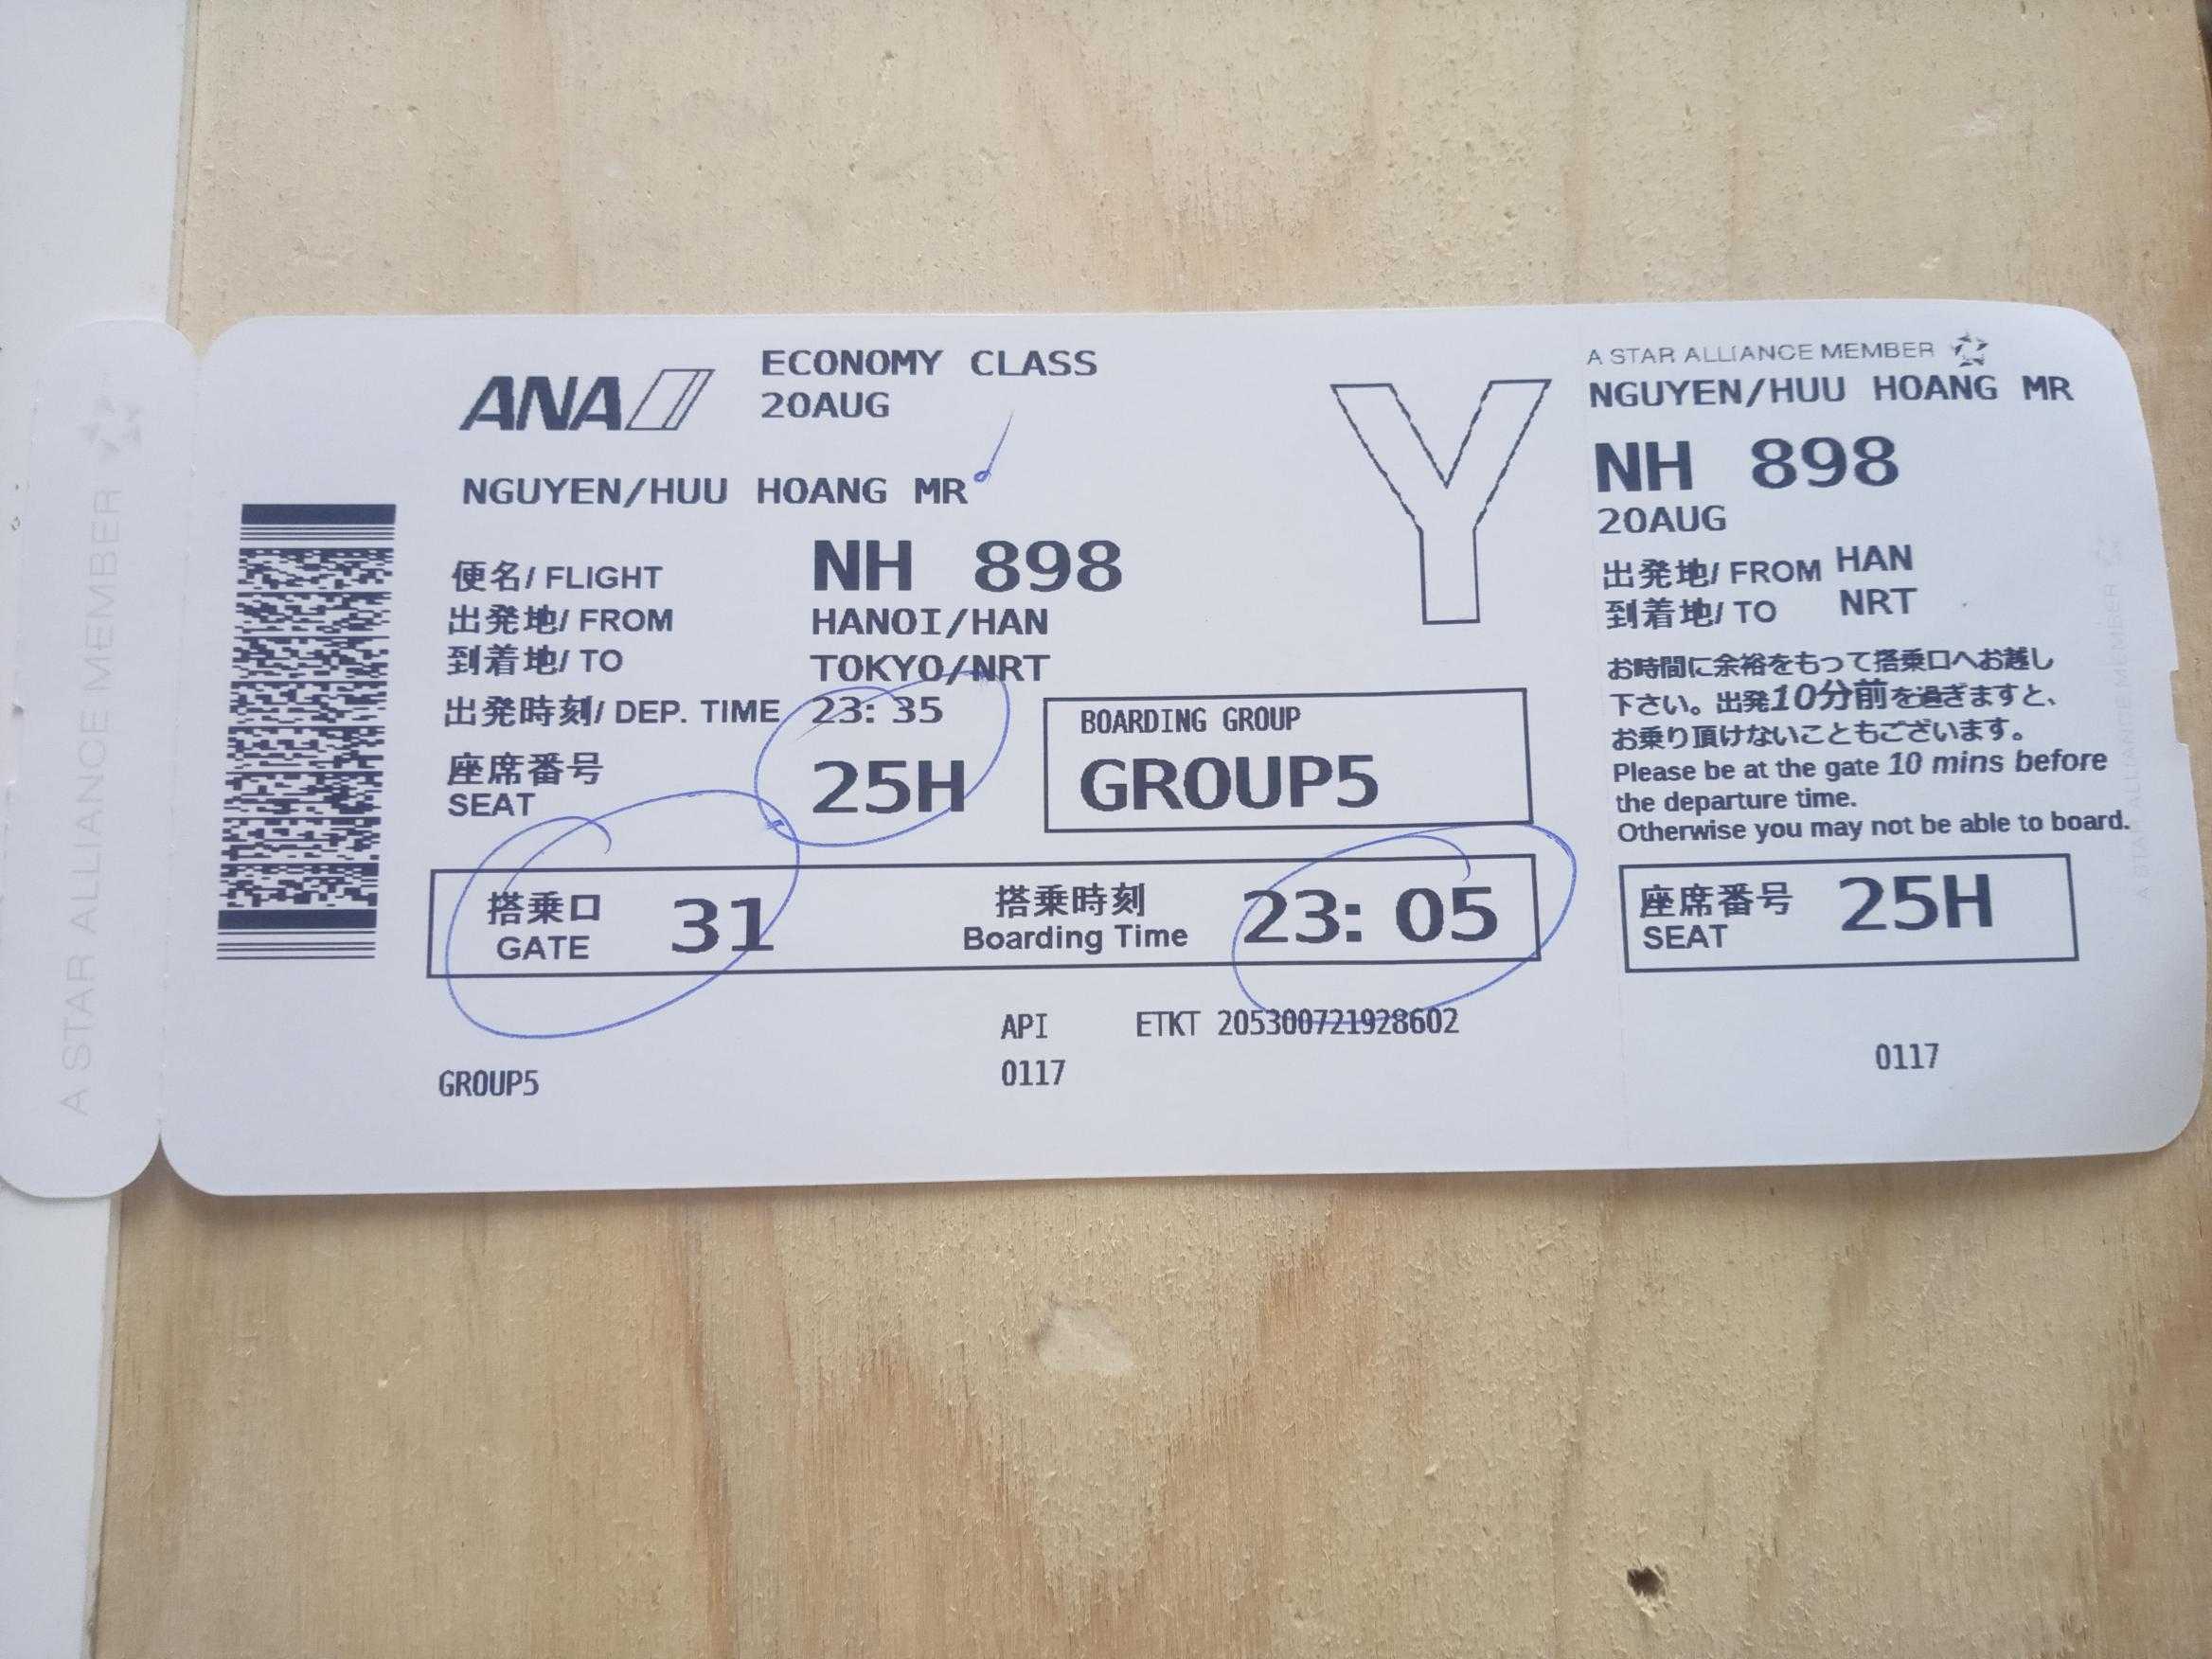 A STAR ALLIANCE MEMBER
ANA
ECONOMY CLASS
20AUG
NGUYEN/HUU HOANG MR
便名/ FLIGHT NH 898
出発地/ FROM HANOI/HAN
到着地/ TO TOKYO/NRT
出発時刻/ DEP. TIME 23: 35
座席番号
SEAT
25H
BOARDING GROUP
GROUP5
搭乗口
GATE
31
搭乗時刻
Boarding Time
23: 05
API ETKT 205300721928602
GROUP5
0117
Y
A STAR ALLIANCE MEMBER
NGUYEN/HUU HOANG MR
NH 898
20AUG
出発地/ FROM HAN
到着地/ TO NRT
お時間に余裕をもって搭乗口へお越し
下さい。出発10分前を過ぎますと、
お乗り頂けないこともございます。
Please be at the gate 10 mins before
the departure time.
Otherwise you may not be able to board.
座席番号
SEAT
25H
0117
A STAR ALLIANCE MEMBER